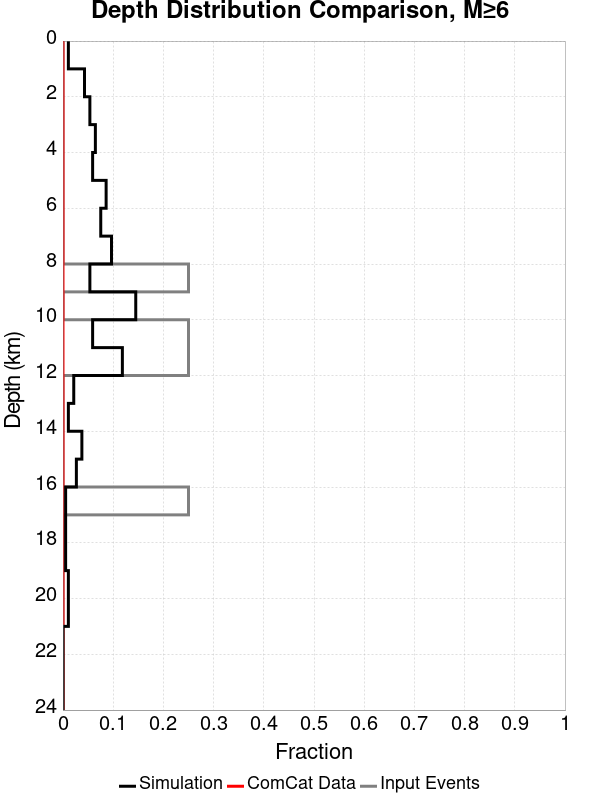 Depth Distribution Comparison, M≥6
0
2
4
6
8
10
12
14
16
18
20
22
24
Depth (km)
0 0.1 0.2 0.3 0.4 0.5 0.6 0.7 0.8 0.9 1
Fraction
Simulation ComCat Data Input Events